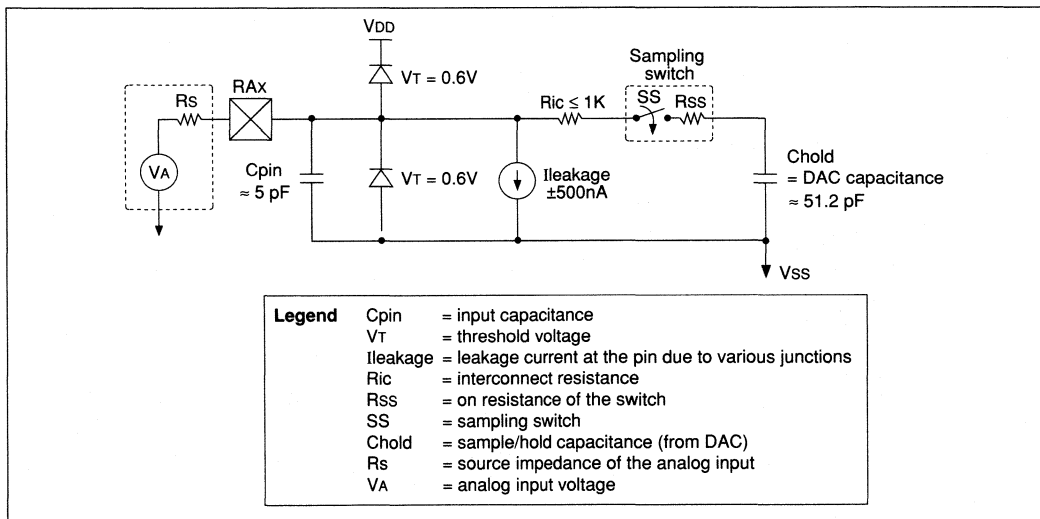 VDD
VT = 0.6V
Sampling
switch
RAx
Rs
Ric ≤ 1K
SS
Rss
VA
Cpin
≈ 5 pF
VT = 0.6V
Ileakage
±500nA
Chold
= DAC capacitance
≈ 51.2 pF
Vss
Legend Cpin = input capacitance
VT = threshold voltage
Ileakage = leakage current at the pin due to various junctions
Ric = interconnect resistance
Rss = on resistance of the switch
SS = sampling switch
Chold = sample/hold capacitance (from DAC)
Rs = source impedance of the analog input
VA = analog input voltage